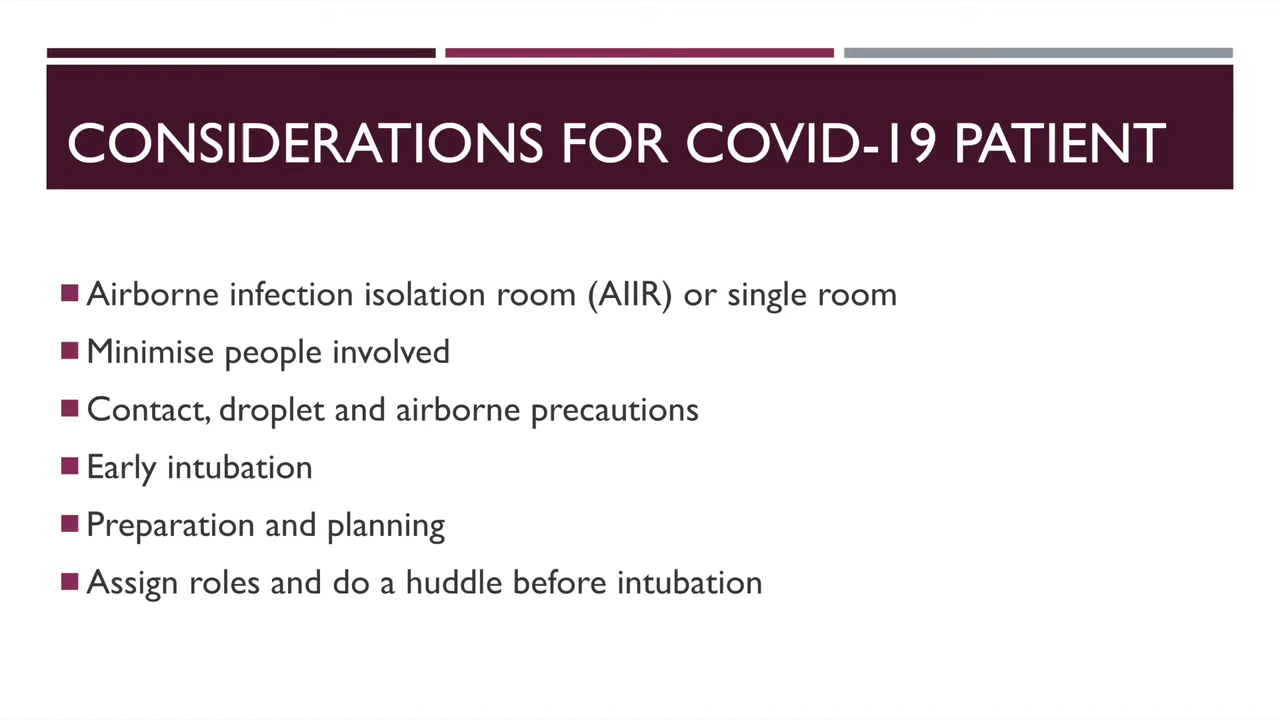 CONSIDERATIONS FOR COVID-19 PATIENT
Airborne infection isolation room (AIIR) or single room
Minimise people involved
Contact, droplet and airborne precautions
Early intubation
Preparation and planning
Assign roles and do a huddle before intubation